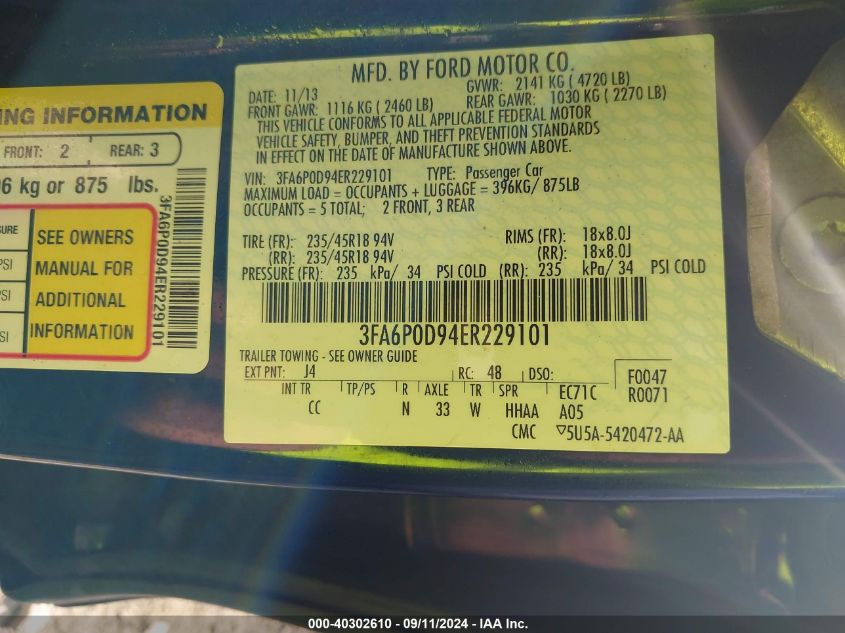 NG INFORMATION
FRONT: 2 REAR: 3
6 kg or 875 lbs.
SURE
PSI
PSI
SI
SEE OWNERS
MANUAL FOR
ADDITIONAL
INFORMATION
3FA6P0D94ER229101
MFD. BY FORD MOTOR CO.
DATE: 11/13 GVWR: 2141 KG ( 4720 LB)
FRONT GAWR: 1116 KG ( 2460 LB) REAR GAWR: 1030 KG ( 2270 LB)
THIS VEHICLE CONFORMS TO ALL APPLICABLE FEDERAL MOTOR
VEHICLE SAFETY, BUMPER, AND THEFT PREVENTION STANDARDS
IN EFFECT ON THE DATE OF MANUFACTURE SHOWN ABOVE.
VIN: 3FA6P0D94ER229101 TYPE: Passenger Car
MAXIMUM LOAD = OCCUPANTS + LUGGAGE = 396KG/ 875LB
OCCUPANTS = 5 TOTAL; 2 FRONT, 3 REAR
TIRE (FR): 235/45R18 94V RIMS (FR): 18x8.0J
(RR): 235/45R18 94V (RR): 18x8.0J
PRESSURE (FR): 235 kPa/ 34 PSI COLD (RR): 235 kPa/ 34 PSI COLD
3FA6P0D94ER229101
TRAILER TOWING - SEE OWNER GUIDE
EXT PNT: J4 RC: 48 DSO: F0047
R0071
INT TR TP/PS R AXLE TR SPR EC71C
CC N 33 W HHAA A05
CMC ▽5U5A-5420472-AA
000-40302610 - 09/11/2024 - IAA Inc.